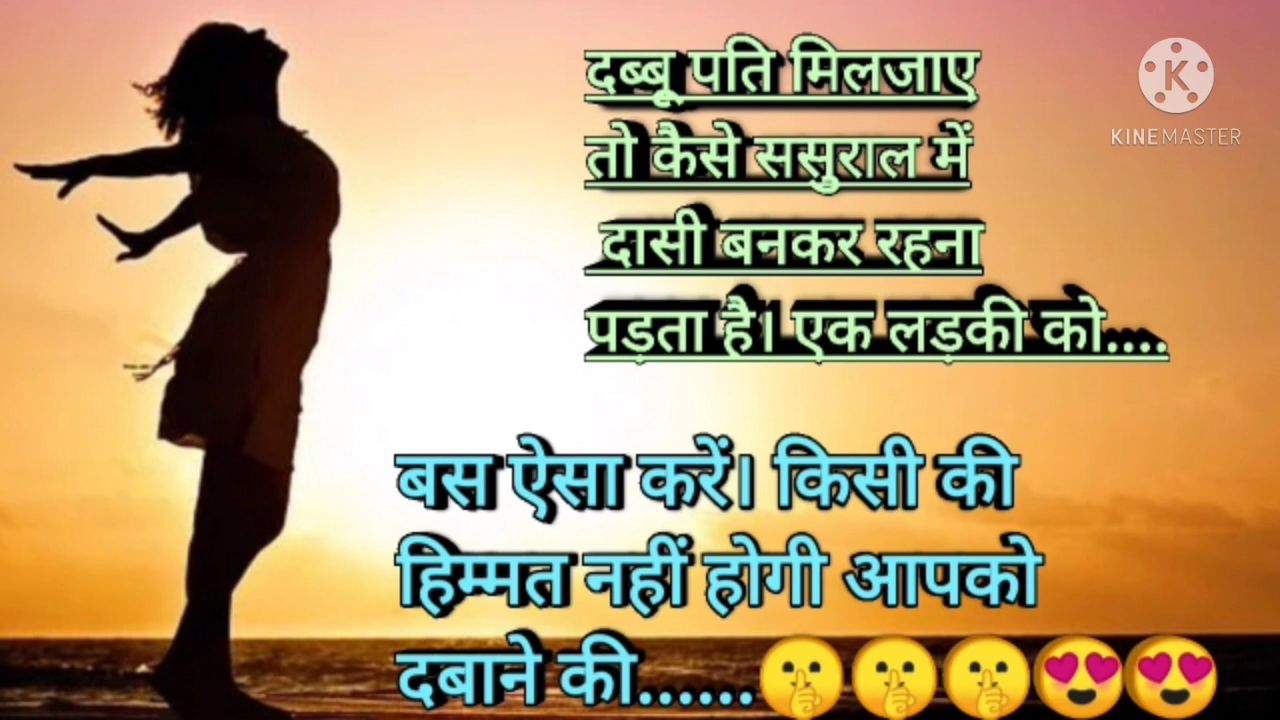 दब्बू पति मिलजाए
तो कैसे ससुराल में
दासी बनकर रहना
पड़ता है। एक लड़की को....
बस ऐसा करें। किसी की
हिम्मत नहीं होगी आपको
दबाने की......🤫🤫🤫😍😍
K
KINEMASTER